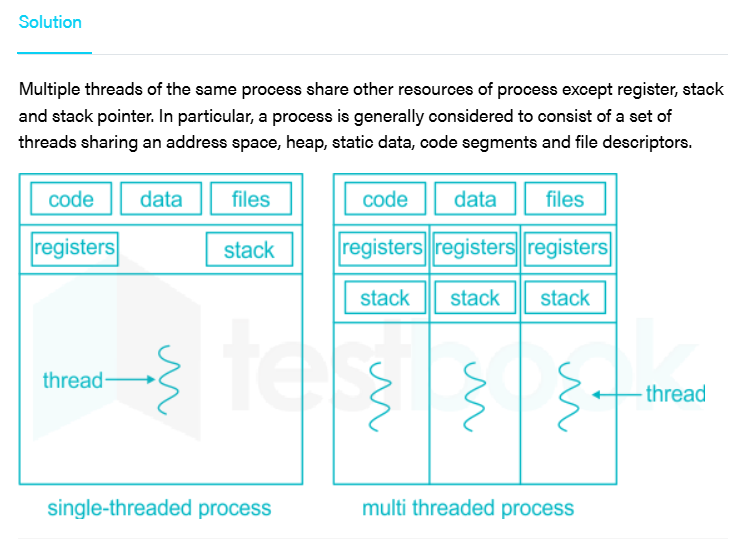 Solution
Multiple threads of the same process share other resources of process except register, stack
and stack pointer. In particular, a process is generally considered to consist of a set of
threads sharing an address space, heap, static data, code segments and file descriptors.
code data files code data files
registers stack registers registers registers
stack stack stack
testbook
thread thread
single-threaded process multi threaded process